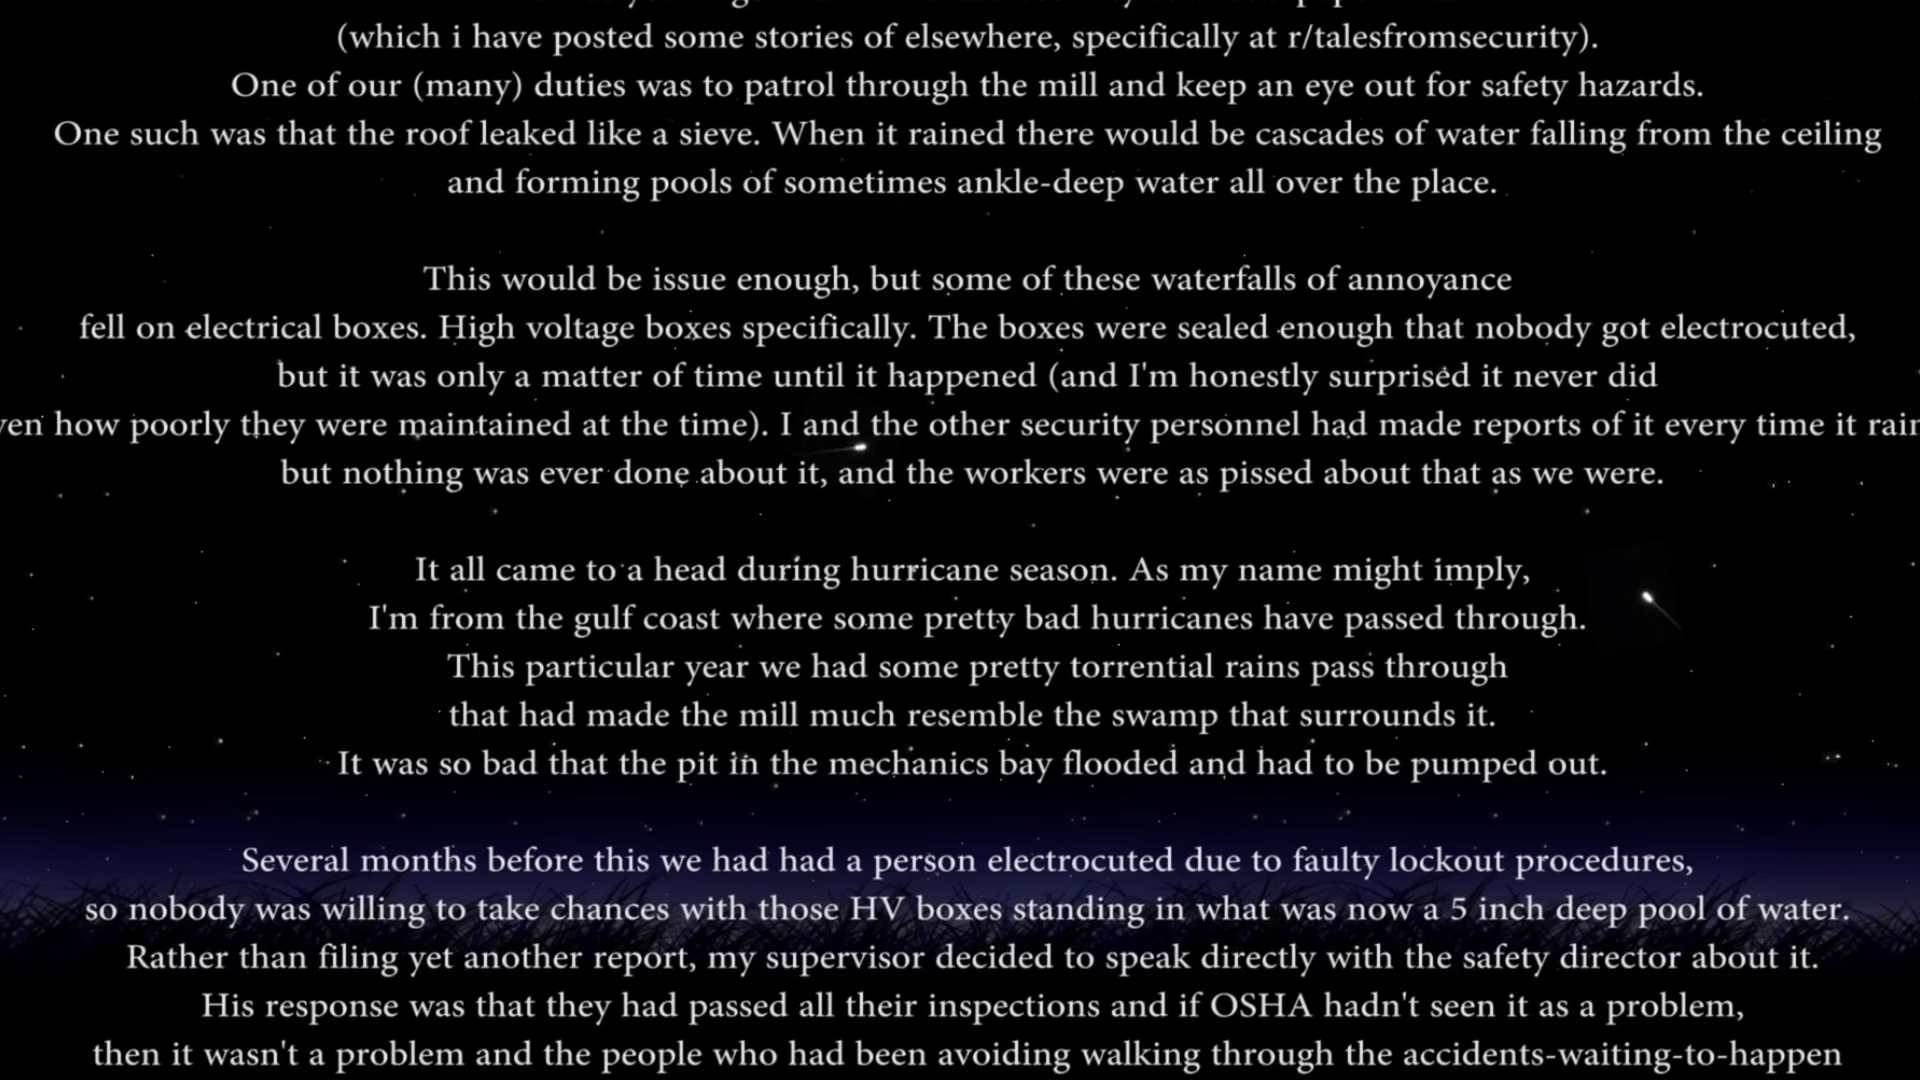 (which i have posted some stories of elsewhere, specifically at r/talesfromsecurity).
One of our (many) duties was to patrol through the mill and keep an eye out for safety hazards.
One such was that the roof leaked like a sieve. When it rained there would be cascades of water falling from the ceiling
and forming pools of sometimes ankle-deep water all over the place.
This would be issue enough, but some of these waterfalls of annoyance
fell on electrical boxes. High voltage boxes specifically. The boxes were sealed enough that nobody got electrocuted,
but it was only a matter of time until it happened (and I'm honestly surprised it never did
how poorly they were maintained at the time). I and the other security personnel had made reports of it every time it
but nothing was ever done about it, and the workers were as pissed about that as we were.
It all came to a head during hurricane season. As my name might imply,
I'm from the gulf coast where some pretty bad hurricanes have passed through.
This particular year we had some pretty torrential rains pass through
that had made the mill much resemble the swamp that surrounds it.
It was so bad that the pit in the mechanics bay flooded and had to be pumped out.
Several months before this we had had a person electrocuted due to faulty lockout procedures,
so nobody was willing to take chances with those HV boxes standing in what was now a 5 inch deep pool of water.
Rather than filing yet another report, my supervisor decided to speak directly with the safety director about it.
His response was that they had passed all their inspections and if OSHA hadn't seen it as a problem,
then it wasn't a problem and the people who had been avoiding walking through the accidents-waiting-to-happen